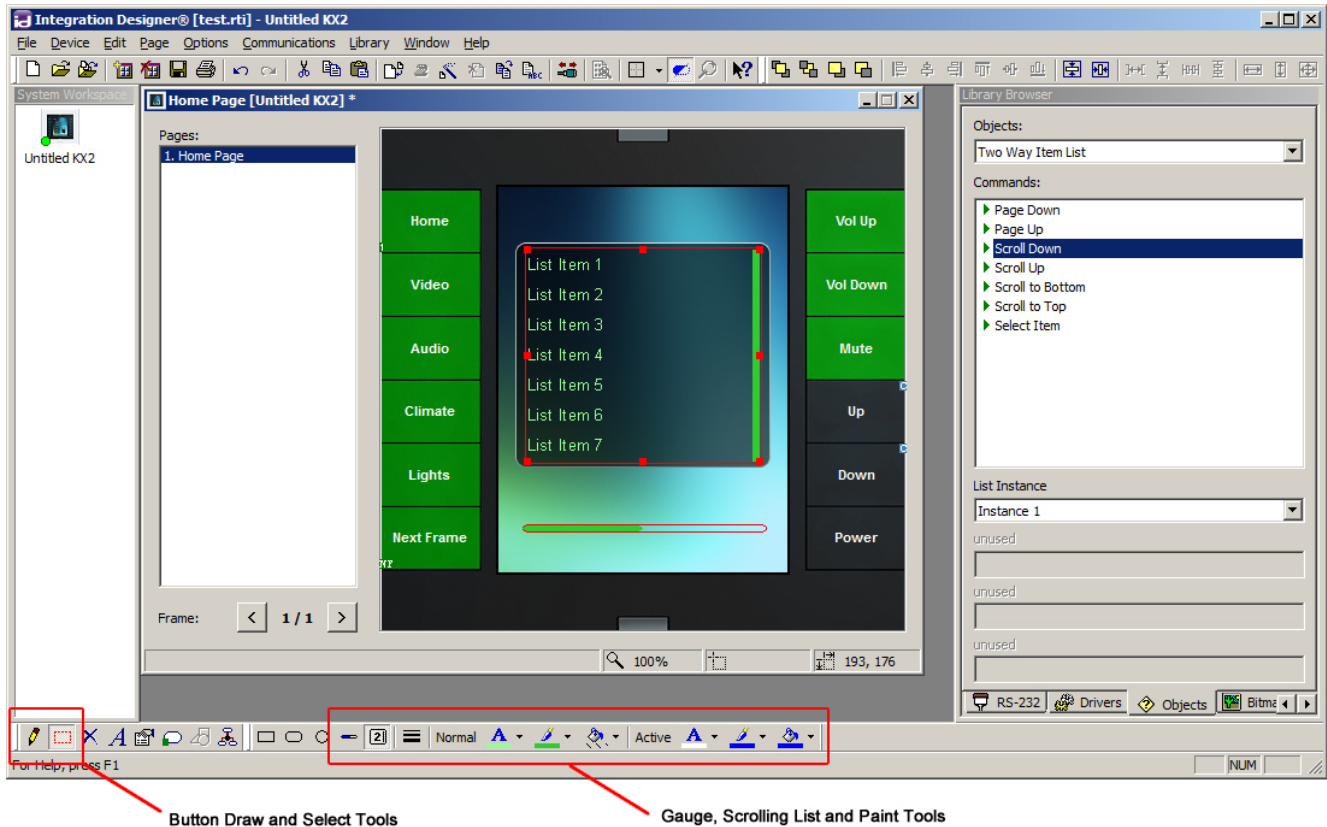 Integration Designer® [test.rti] - Untitled KX2
File Device Edit Page Options Communications Library Window Help
System Workspace
Untitled KX2
Home Page [Untitled KX2] *
Pages:
1. Home Page
Home
Video
Audio
Climate
Lights
Next Frame
1
NF
List Item 1
List Item 2
List Item 3
List Item 4
List Item 5
List Item 6
List Item 7
Vol Up
Vol Down
Mute
C
Up
C
Down
Power
Frame: < 1 / 1 >
100% 193, 176
Library Browser
Objects:
Two Way Item List
Commands:
Page Down
Page Up
Scroll Down
Scroll Up
Scroll to Bottom
Scroll to Top
Select Item
List Instance
Instance 1
unused
unused
unused
RS-232 Drivers Objects Bitma
A 2 Normal A Active A
For Help, press F1 NUM
Button Draw and Select Tools
Gauge, Scrolling List and Paint Tools